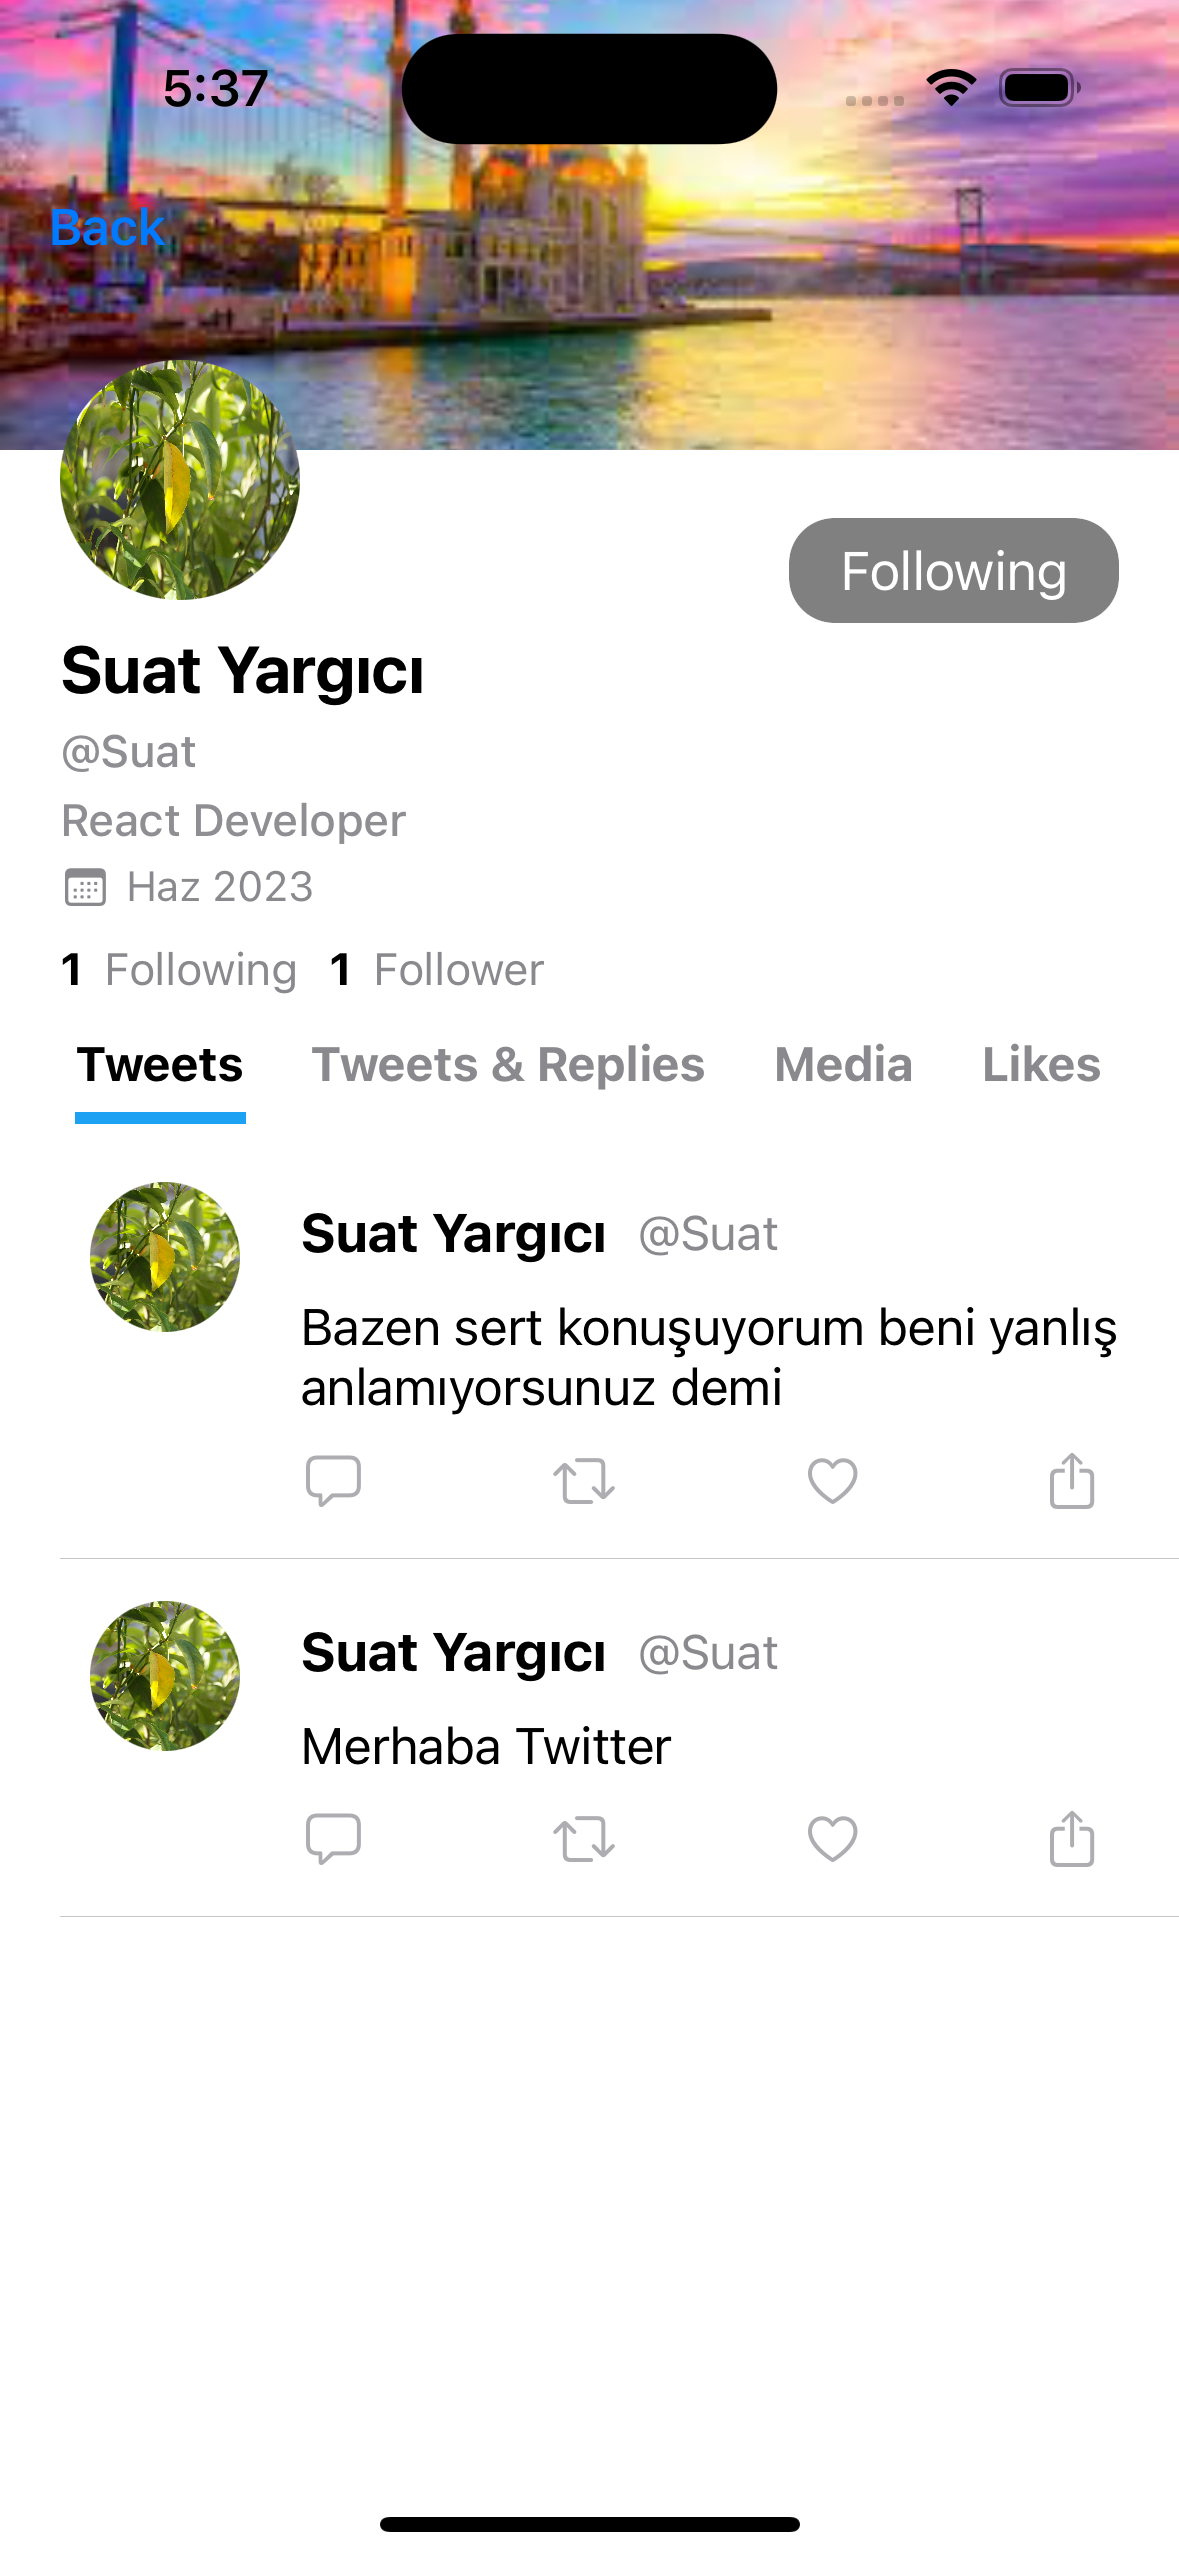 5:37
Back
Following
Suat Yargıcı
@Suat
React Developer
Haz 2023
1 Following 1 Follower
Tweets Tweets & Replies Media Likes
Suat Yargıcı @Suat
Bazen sert konuşuyorum beni yanlış
anlamıyorsunuz demi
Suat Yargıcı @Suat
Merhaba Twitter